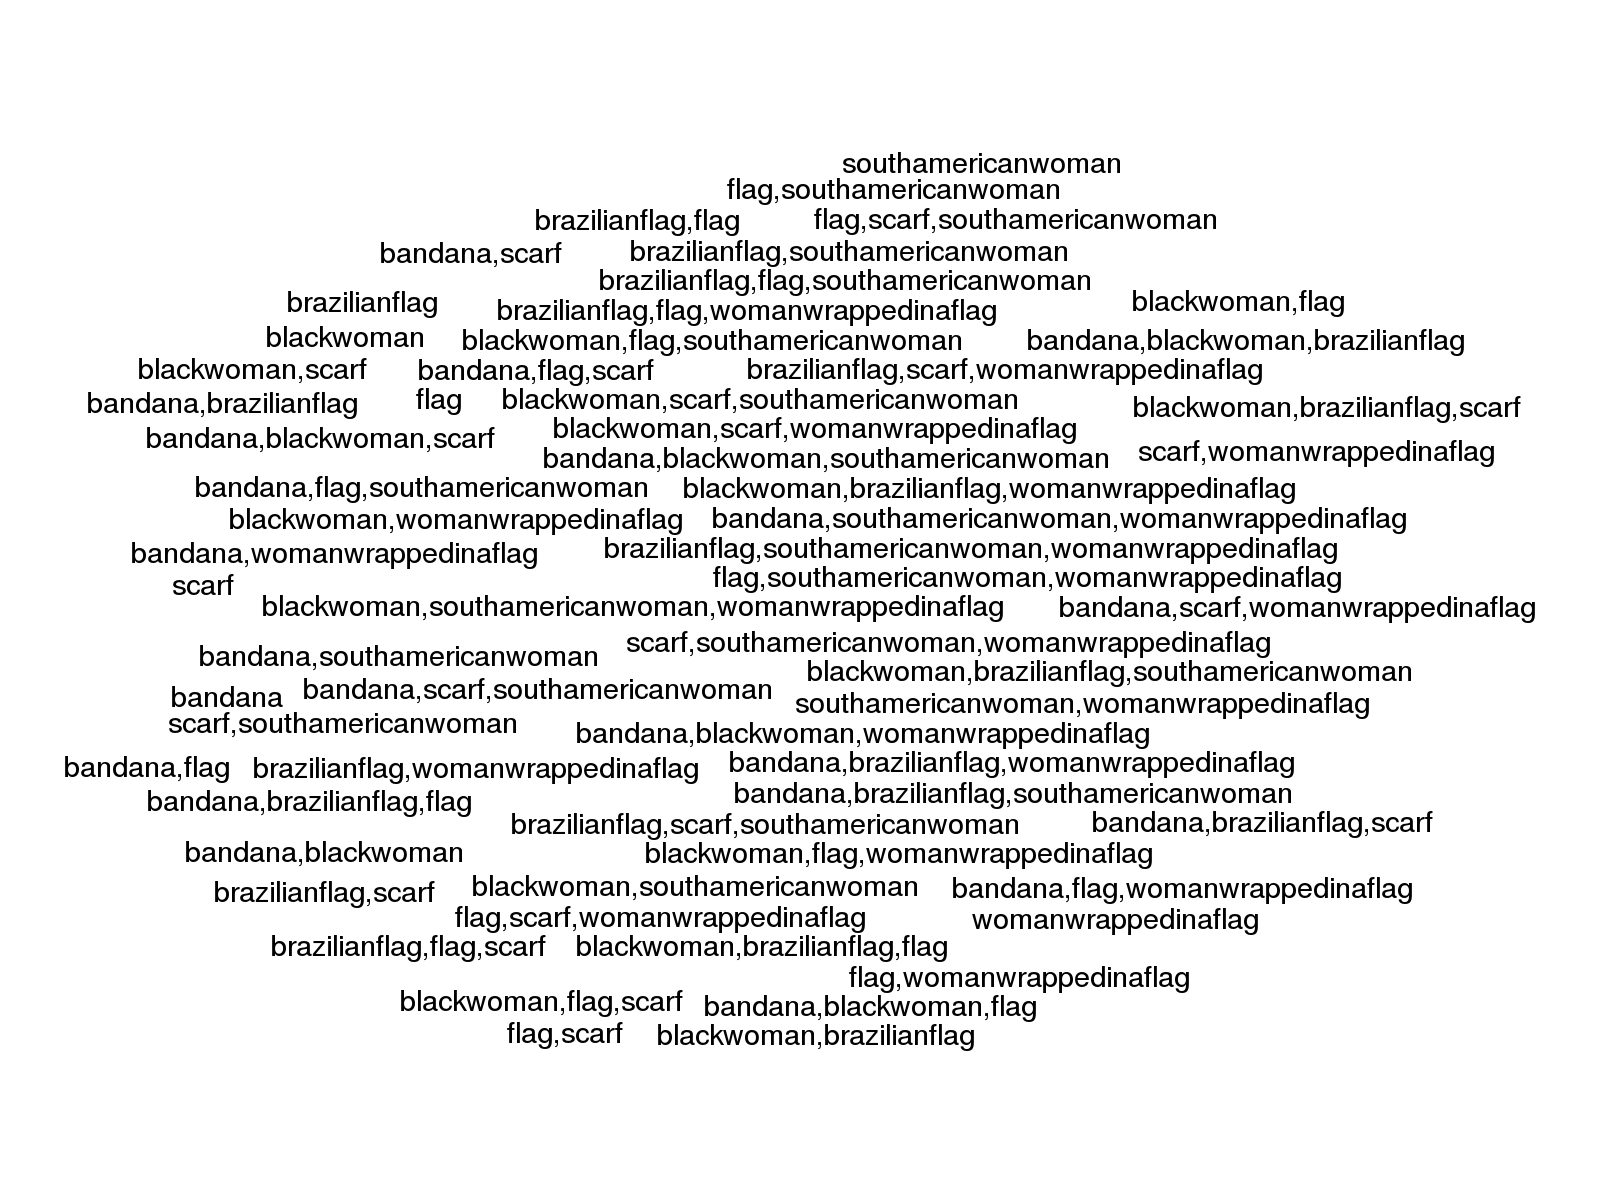 southamericanwoman
flag,southamericanwoman
brazilianflag,flag
flag,scarf,southamericanwoman
bandana,scarf
brazilianflag,southamericanwoman
brazilianflag,flag,southamericanwoman
brazilianflag
brazilianflag,flag,womanwrappedinaflag
blackwoman,flag
blackwoman
blackwoman,flag,southamericanwoman
bandana,blackwoman,brazilianflag
blackwoman,scarf
bandana,flag,scarf
brazilianflag,scarf,womanwrappedinaflag
bandana,brazilianflag
flag
blackwoman,scarf,southamericanwoman
blackwoman,brazilianflag,scarf
bandana,blackwoman,scarf
blackwoman,scarf,womanwrappedinaflag
bandana,blackwoman,southamericanwoman
scarf,womanwrappedinaflag
bandana,flag,southamericanwoman
blackwoman,brazilianflag,womanwrappedinaflag
blackwoman,womanwrappedinaflag
bandana,southamericanwoman,womanwrappedinaflag
bandana,womanwrappedinaflag
brazilianflag,southamericanwoman,womanwrappedinaflag
scarf
flag,southamericanwoman,womanwrappedinaflag
blackwoman,southamericanwoman,womanwrappedinaflag
bandana,scarf,womanwrappedinaflag
bandana,southamericanwoman
scarf,southamericanwoman,womanwrappedinaflag
blackwoman,brazilianflag,southamericanwoman
bandana
bandana,scarf,southamericanwoman
southamericanwoman,womanwrappedinaflag
scarf,southamericanwoman
bandana,blackwoman,womanwrappedinaflag
bandana,flag
brazilianflag,womanwrappedinaflag
bandana,brazilianflag,womanwrappedinaflag
bandana,brazilianflag,flag
bandana,brazilianflag,southamericanwoman
brazilianflag,scarf,southamericanwoman
bandana,brazilianflag,scarf
bandana,blackwoman
blackwoman,flag,womanwrappedinaflag
brazilianflag,scarf
blackwoman,southamericanwoman
bandana,flag,womanwrappedinaflag
flag,scarf,womanwrappedinaflag
womanwrappedinaflag
brazilianflag,flag,scarf
blackwoman,brazilianflag,flag
flag,womanwrappedinaflag
blackwoman,flag,scarf
bandana,blackwoman,flag
flag,scarf
blackwoman,brazilianflag